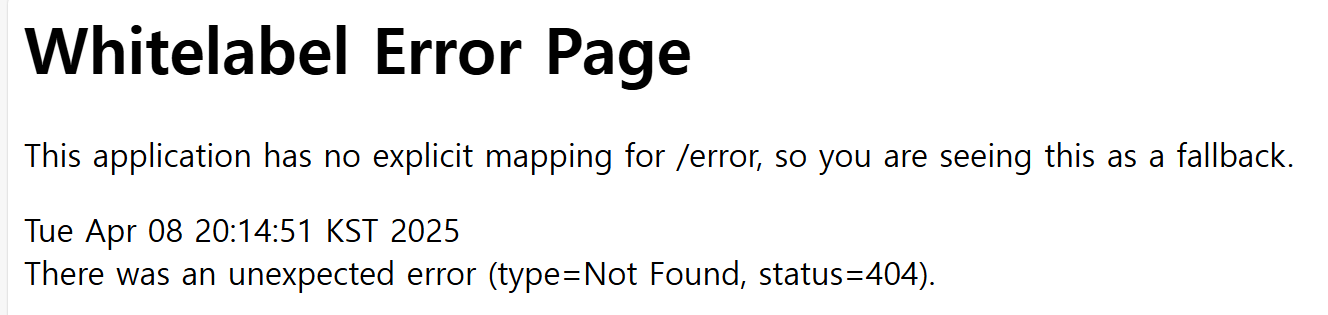 Whitelabel Error Page
This application has no explicit mapping for /error, so you are seeing this as a fallback.
Tue Apr 08 20:14:51 KST 2025
There was an unexpected error (type=Not Found, status=404).